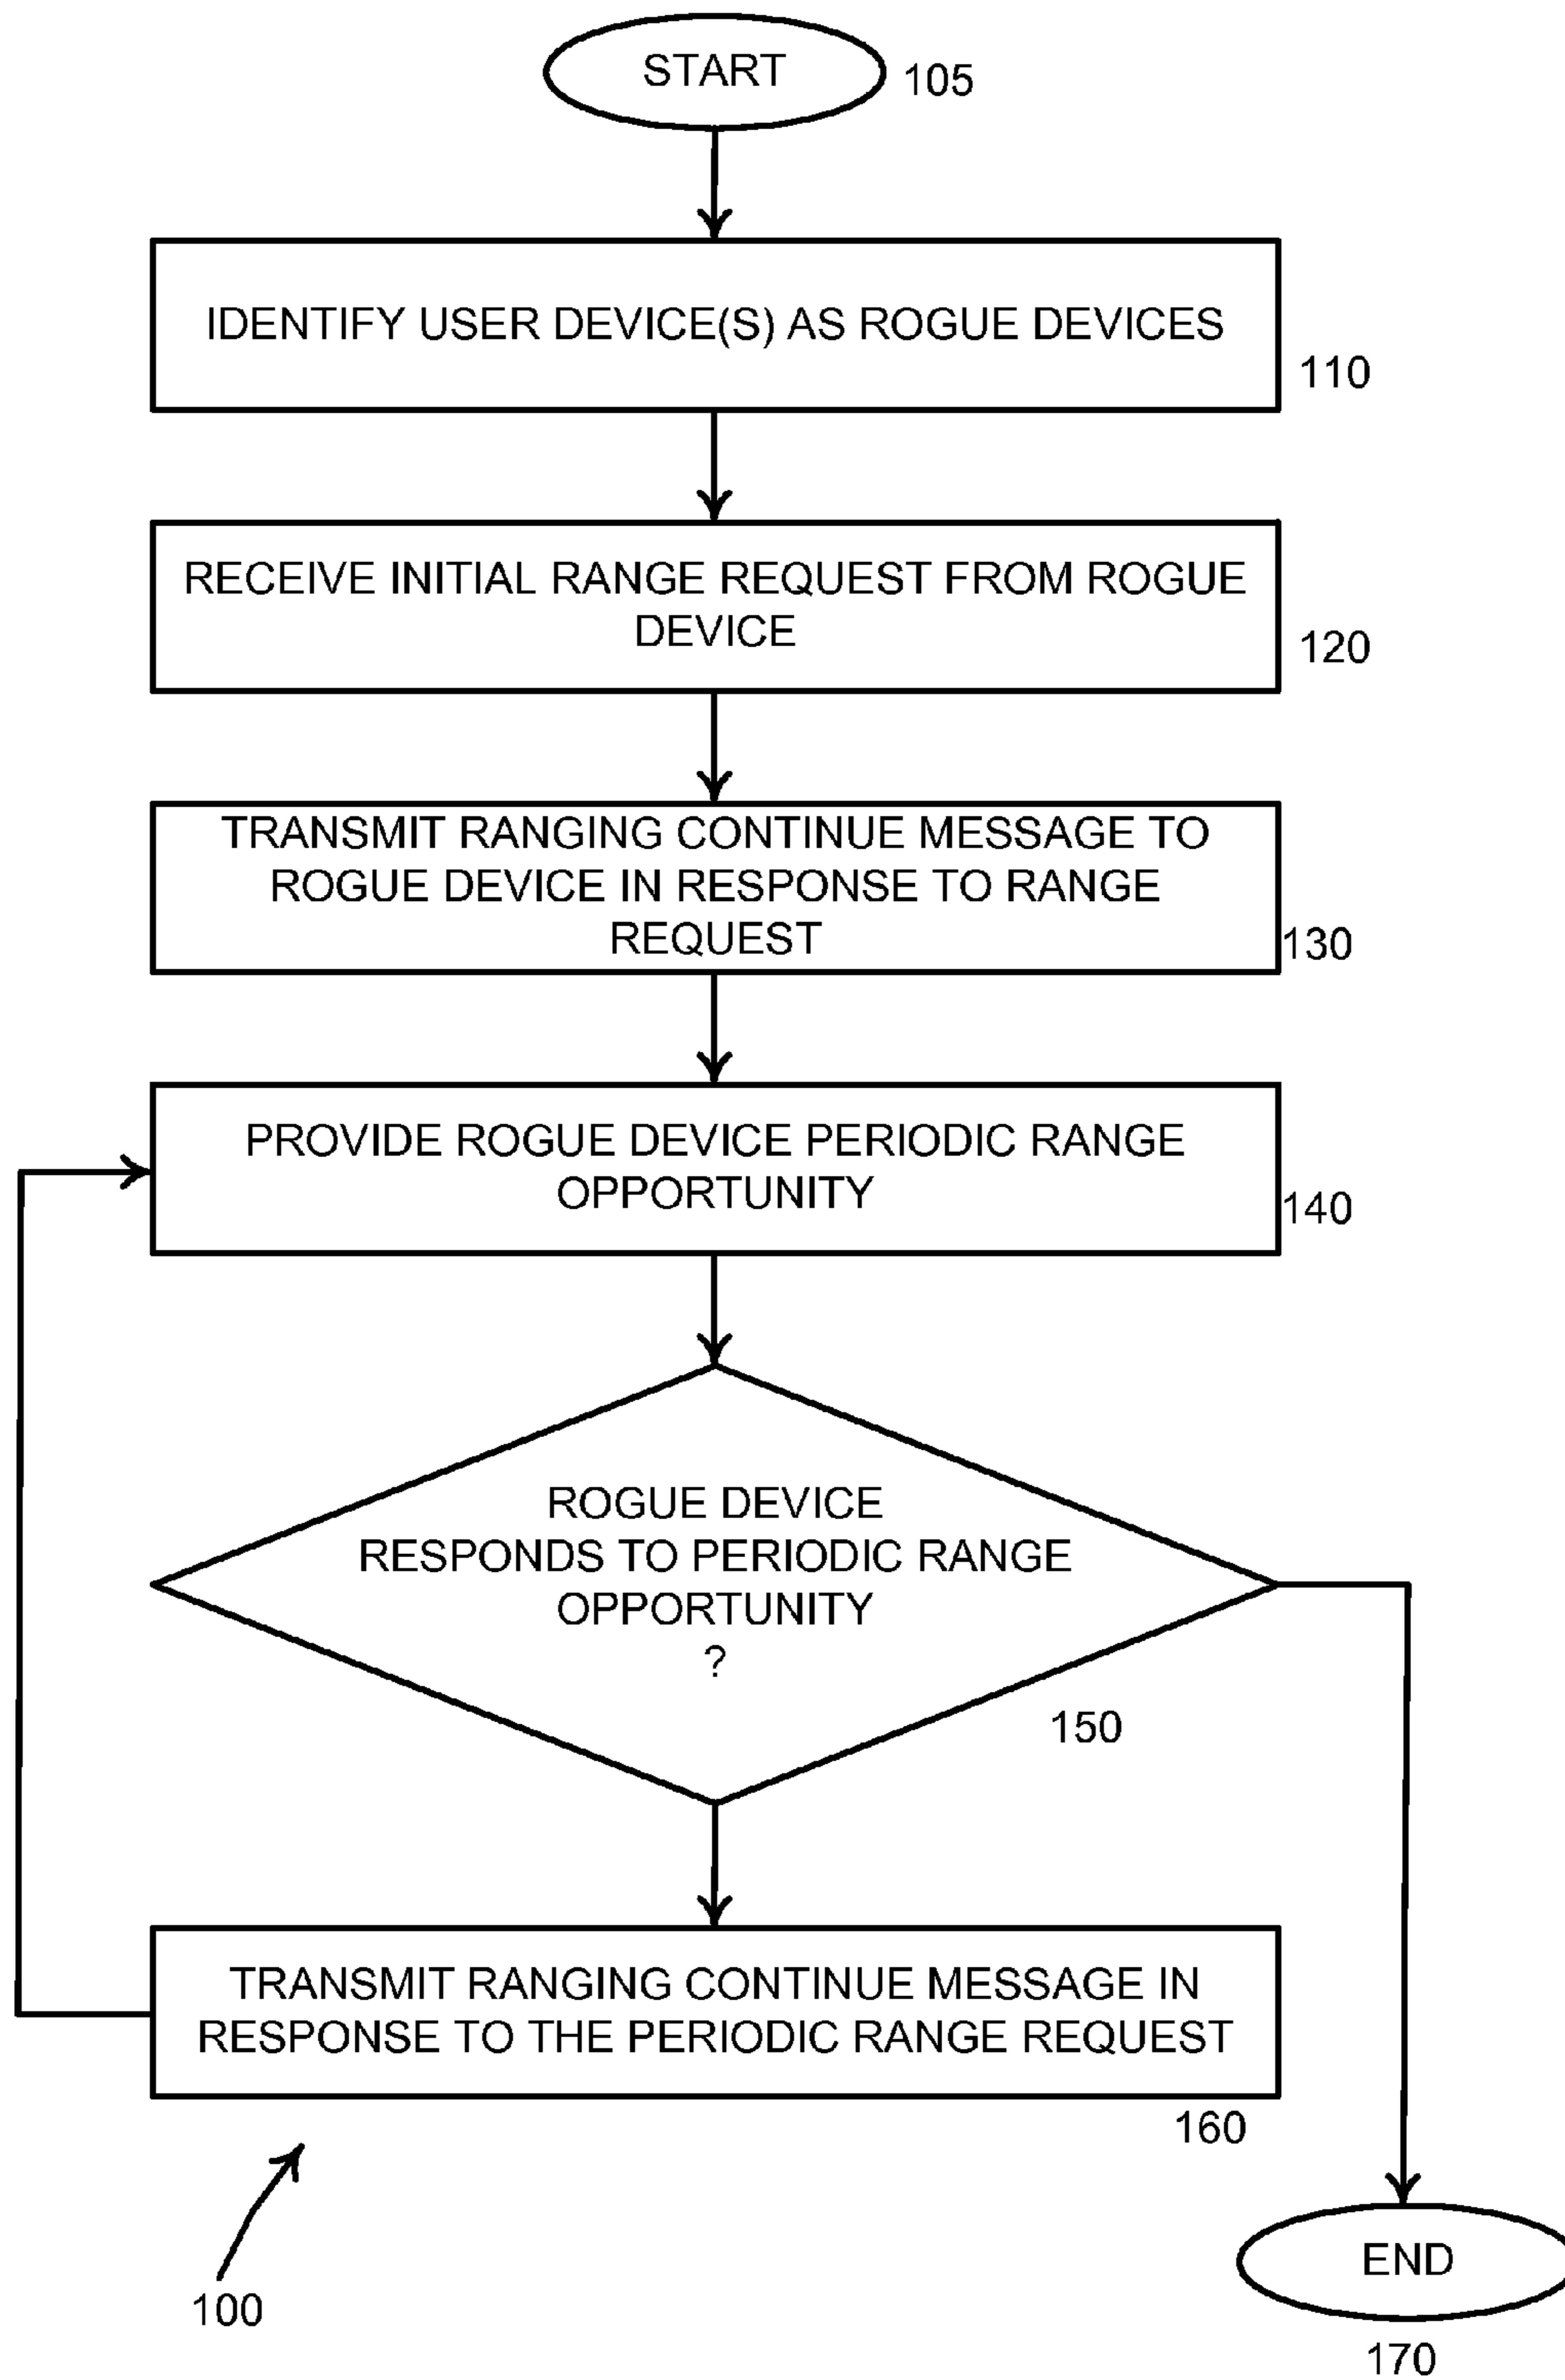 START
105
IDENTIFY USER DEVICE(S) AS ROGUE DEVICES
110
RECEIVE INITIAL RANGE REQUEST FROM ROGUE
DEVICE
120
TRANSMIT RANGING CONTINUE MESSAGE TO
ROGUE DEVICE IN RESPONSE TO RANGE
REQUEST
130
PROVIDE ROGUE DEVICE PERIODIC RANGE
OPPORTUNITY
140
ROGUE DEVICE
RESPONDS TO PERIODIC RANGE
OPPORTUNITY
?
150
TRANSMIT RANGING CONTINUE MESSAGE IN
RESPONSE TO THE PERIODIC RANGE REQUEST
160
100
END
170